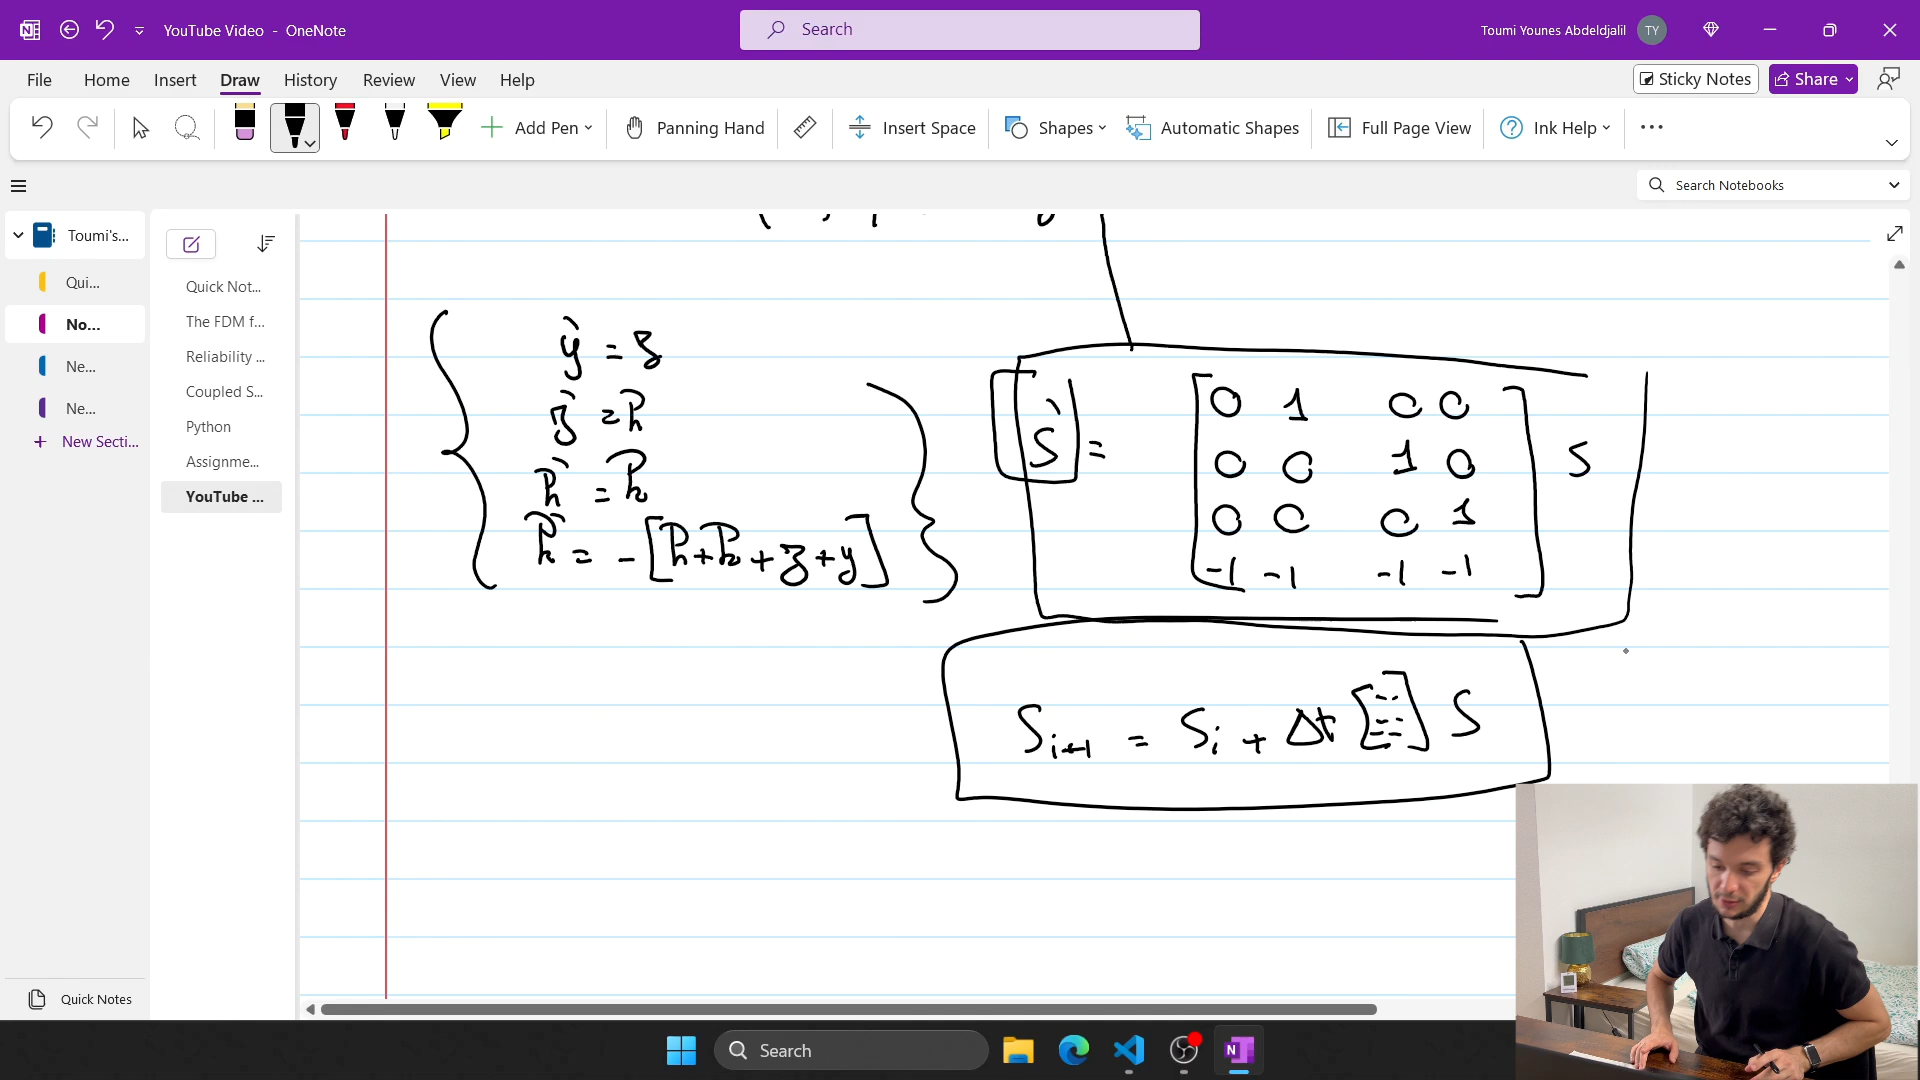 YouTube Video - OneNote
Search
Toumi Younes Abdeldjalil
TY
File Home Insert Draw History Review View Help
Sticky Notes
Share
Add Pen
Panning Hand
Insert Space
Shapes
Automatic Shapes
Full Page View
Ink Help
Search Notebooks
Toumi's...
Qui...
No...
Ne...
Ne...
New Secti...
Quick Notes
Quick Not...
The FDM f...
Reliability ...
Coupled S...
Python
Assignme...
YouTube ...
= - [ + + z + y]
S =
0 1 0 0
0 0 1 0
0 0 0 1
-1 -1 -1 -1
S
S i+1 = S i + Δt [ ] S
Search